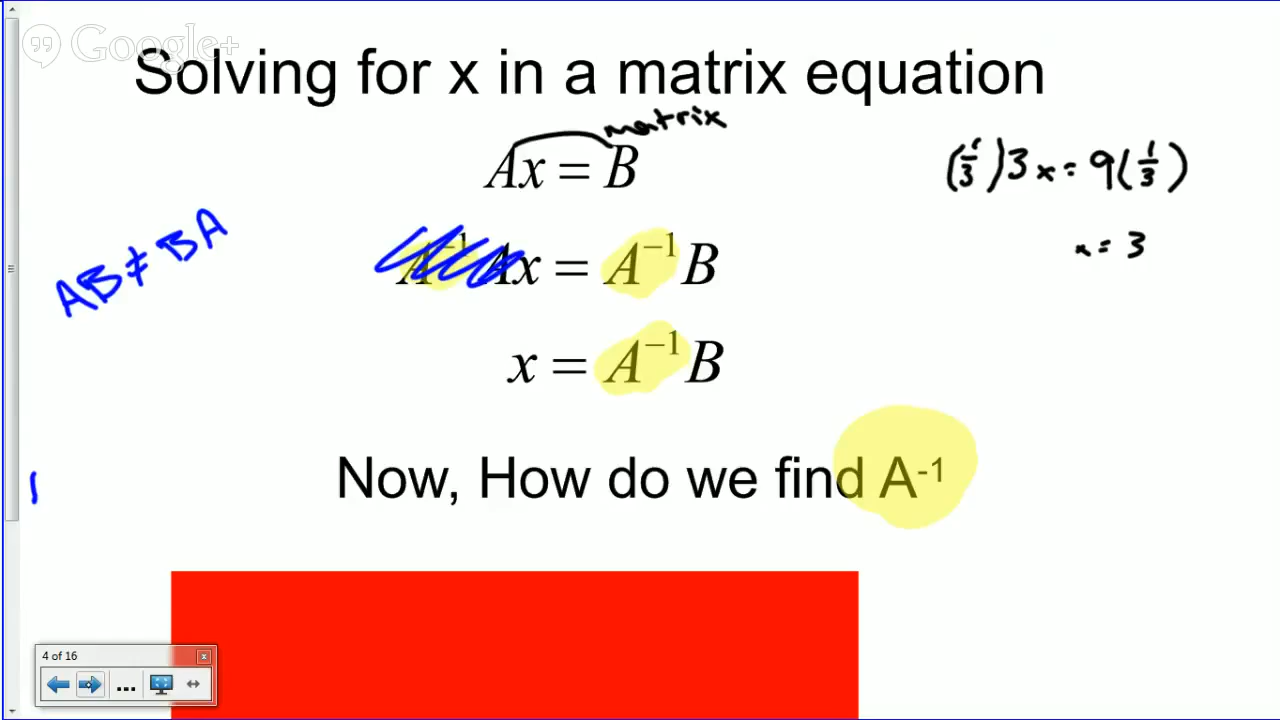 Google+
Solving for x in a matrix equation
matrix
Ax = B
(1/3)3x = 9(1/3)
AB ≠ BA
A⁻¹Ax = A⁻¹B
x = 3
x = A⁻¹B
Now, How do we find A⁻¹
4 of 16
...